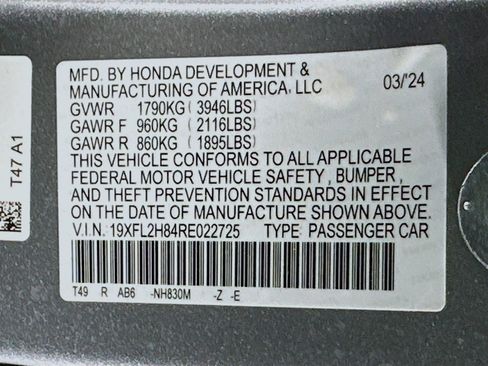 MFD. BY HONDA DEVELOPMENT &
MANUFACTURING OF AMERICA, LLC 03/'24
GVWR 1790KG (3946LBS)
GAWR F 960KG (2116LBS)
GAWR R 860KG (1895LBS)
THIS VEHICLE CONFORMS TO ALL APPLICABLE
FEDERAL MOTOR VEHICLE SAFETY , BUMPER ,
AND THEFT PREVENTION STANDARDS IN EFFECT
ON THE DATE OF MANUFACTURE SHOWN ABOVE.
V.I.N. 19XFL2H84RE022725 TYPE: PASSENGER CAR
T49 R AB6 -NH830M -Z -E
T47 A1